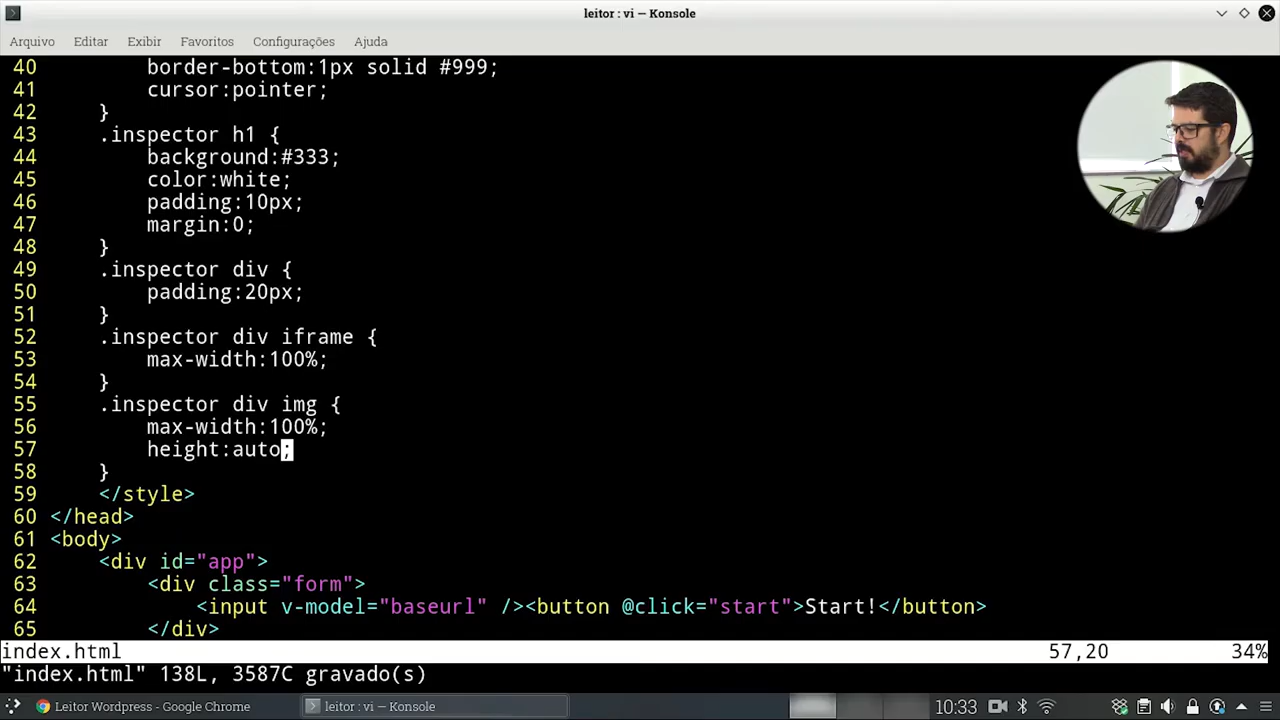 leitor : vi — Konsole
Arquivo Editar Exibir Favoritos Configurações Ajuda
40 border-bottom:1px solid #999;
41 cursor:pointer;
42 }
43 .inspector h1 {
44 background:#333;
45 color:white;
46 padding:10px;
47 margin:0;
48 }
49 .inspector div {
50 padding:20px;
51 }
52 .inspector div iframe {
53 max-width:100%;
54 }
55 .inspector div img {
56 max-width:100%;
57 height:auto;
58 }
59 </style>
60 </head>
61 <body>
62 <div id="app">
63 <div class="form">
64 <input v-model="baseurl" /><button @click="start">Start!</button>
65 </div>
index.html 57,20 34%
"index.html" 138L, 3587C gravado(s)
Leitor Wordpress - Google Chrome leitor : vi — Konsole 10:33